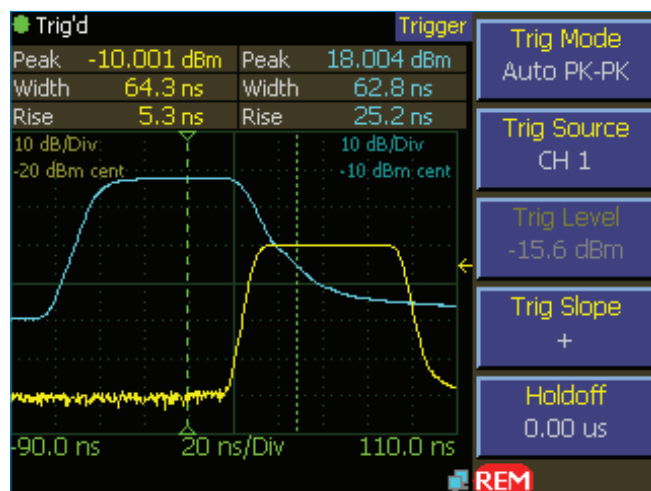 Trig'd Trigger
Peak -10.001 dBm Peak 18.004 dBm
Width 64.3 ns Width 62.8 ns
Rise 5.3 ns Rise 25.2 ns
10 dB/Div 10 dB/Div
-20 dBm cent -10 dBm cent
-90.0 ns 20 ns/Div 110.0 ns
Trig Mode
Auto PK-PK
Trig Source
CH 1
Trig Level
-15.6 dBm
Trig Slope
+
Holdoff
0.00 us
REM